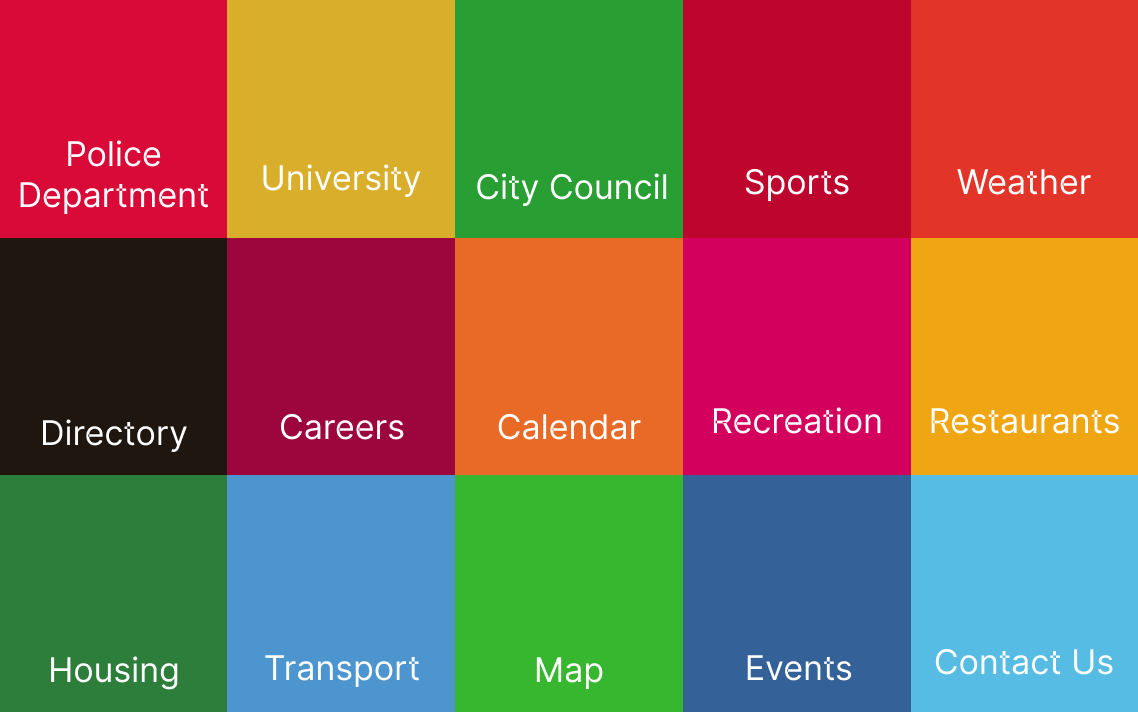 Police
Department
University
City Council
Sports
Weather
Directory
Careers
Calendar
Recreation
Restaurants
Housing
Transport
Map
Events
Contact Us